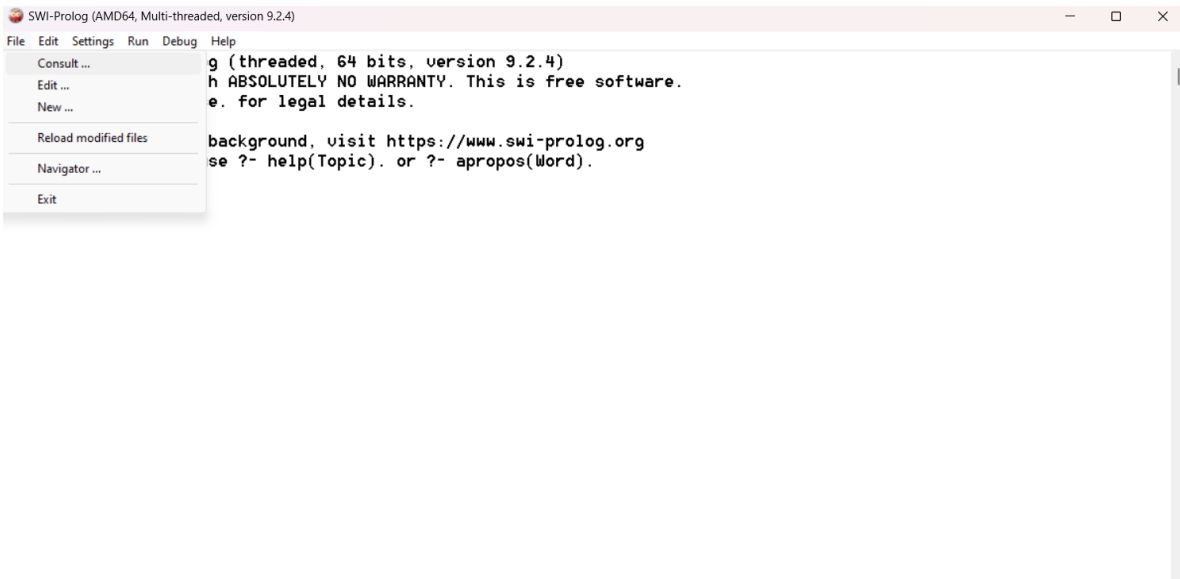 SWI-Prolog (AMD64, Multi-threaded, version 9.2.4)
File Edit Settings Run Debug Help
Consult ...
Edit ...
New ...
Reload modified files
Navigator ...
Exit
g (threaded, 64 bits, version 9.2.4)
h ABSOLUTELY NO WARRANTY. This is free software.
e. for legal details.
background, visit https://www.swi-prolog.org
se ?- help(Topic). or ?- apropos(Word).